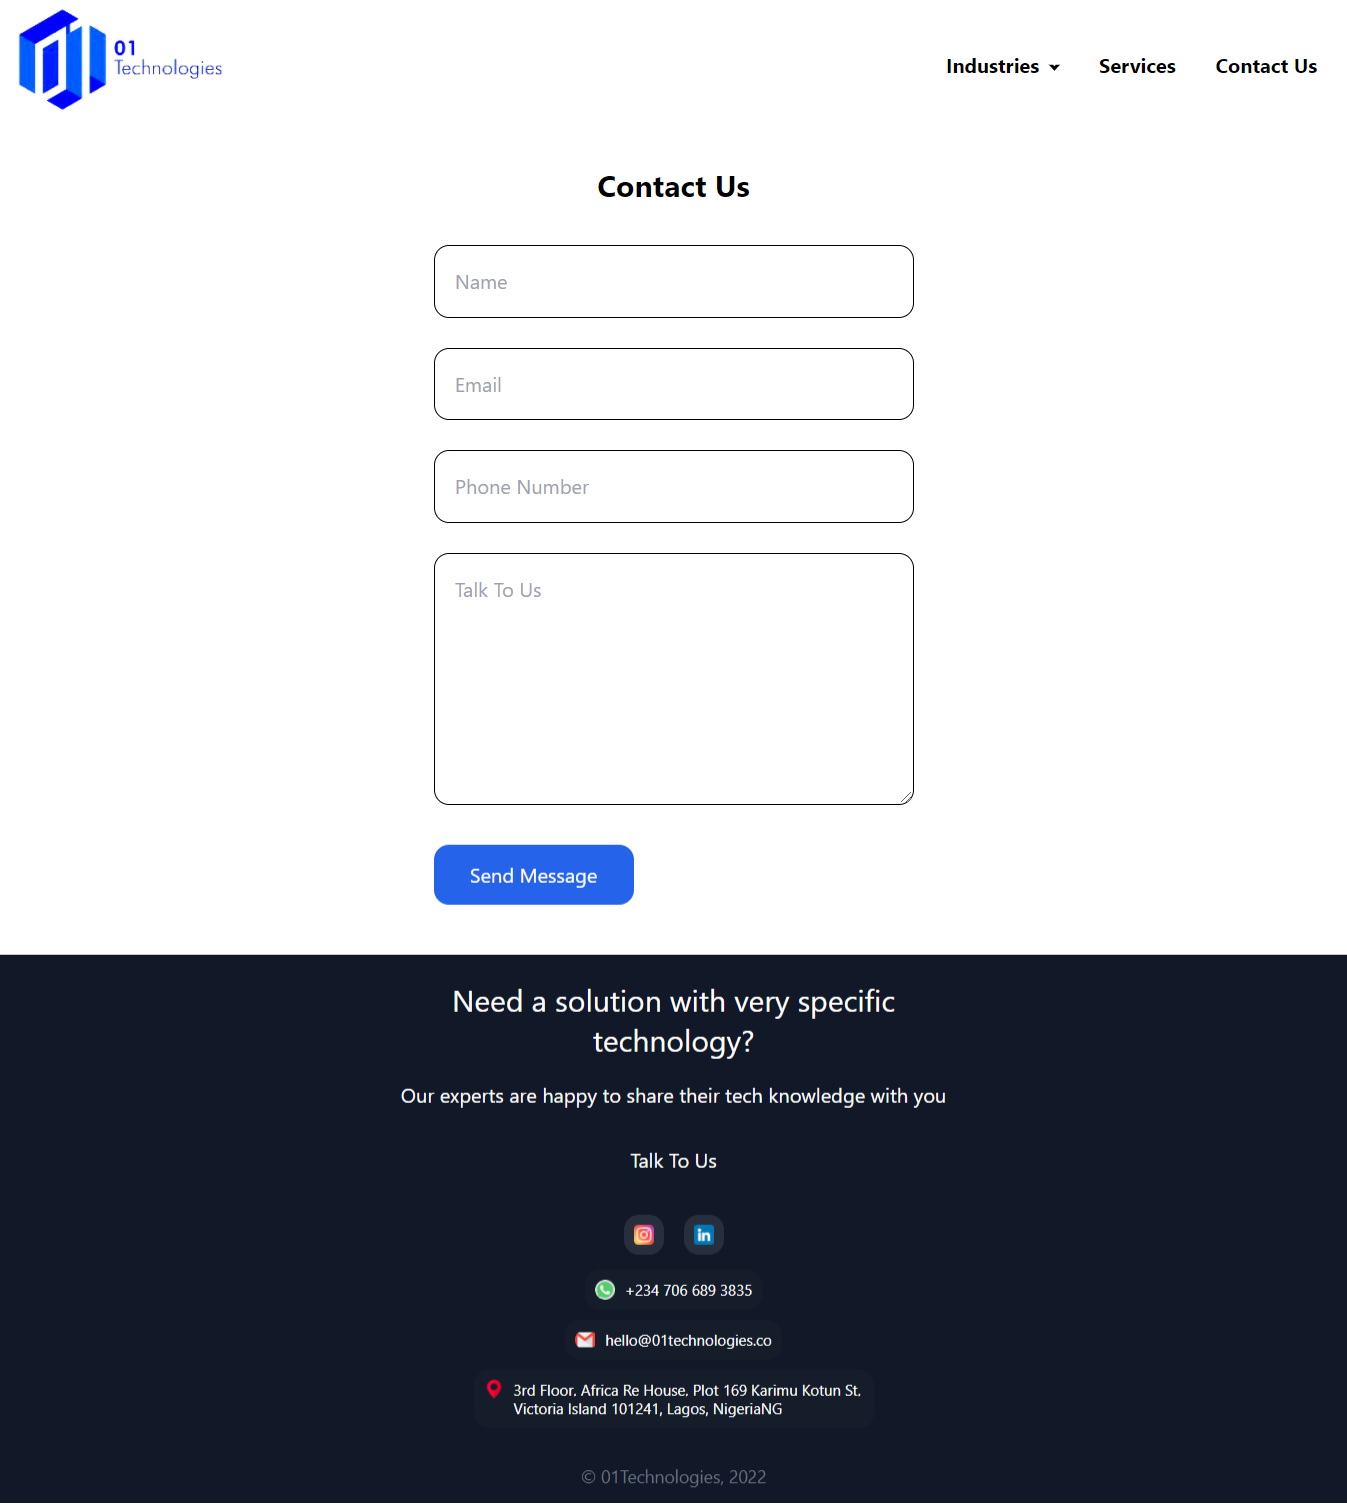 01
Technologies
Industries
Services
Contact Us
Contact Us
Name
Email
Phone Number
Talk To Us
Send Message
Need a solution with very specific
technology?
Our experts are happy to share their tech knowledge with you
Talk To Us
+234 706 689 3835
hello@01technologies.co
3rd Floor. Africa Re House. Plot 169 Karimu Kotun St,
Victoria Island 101241, Lagos, NigeriaNG
© 01Technologies, 2022